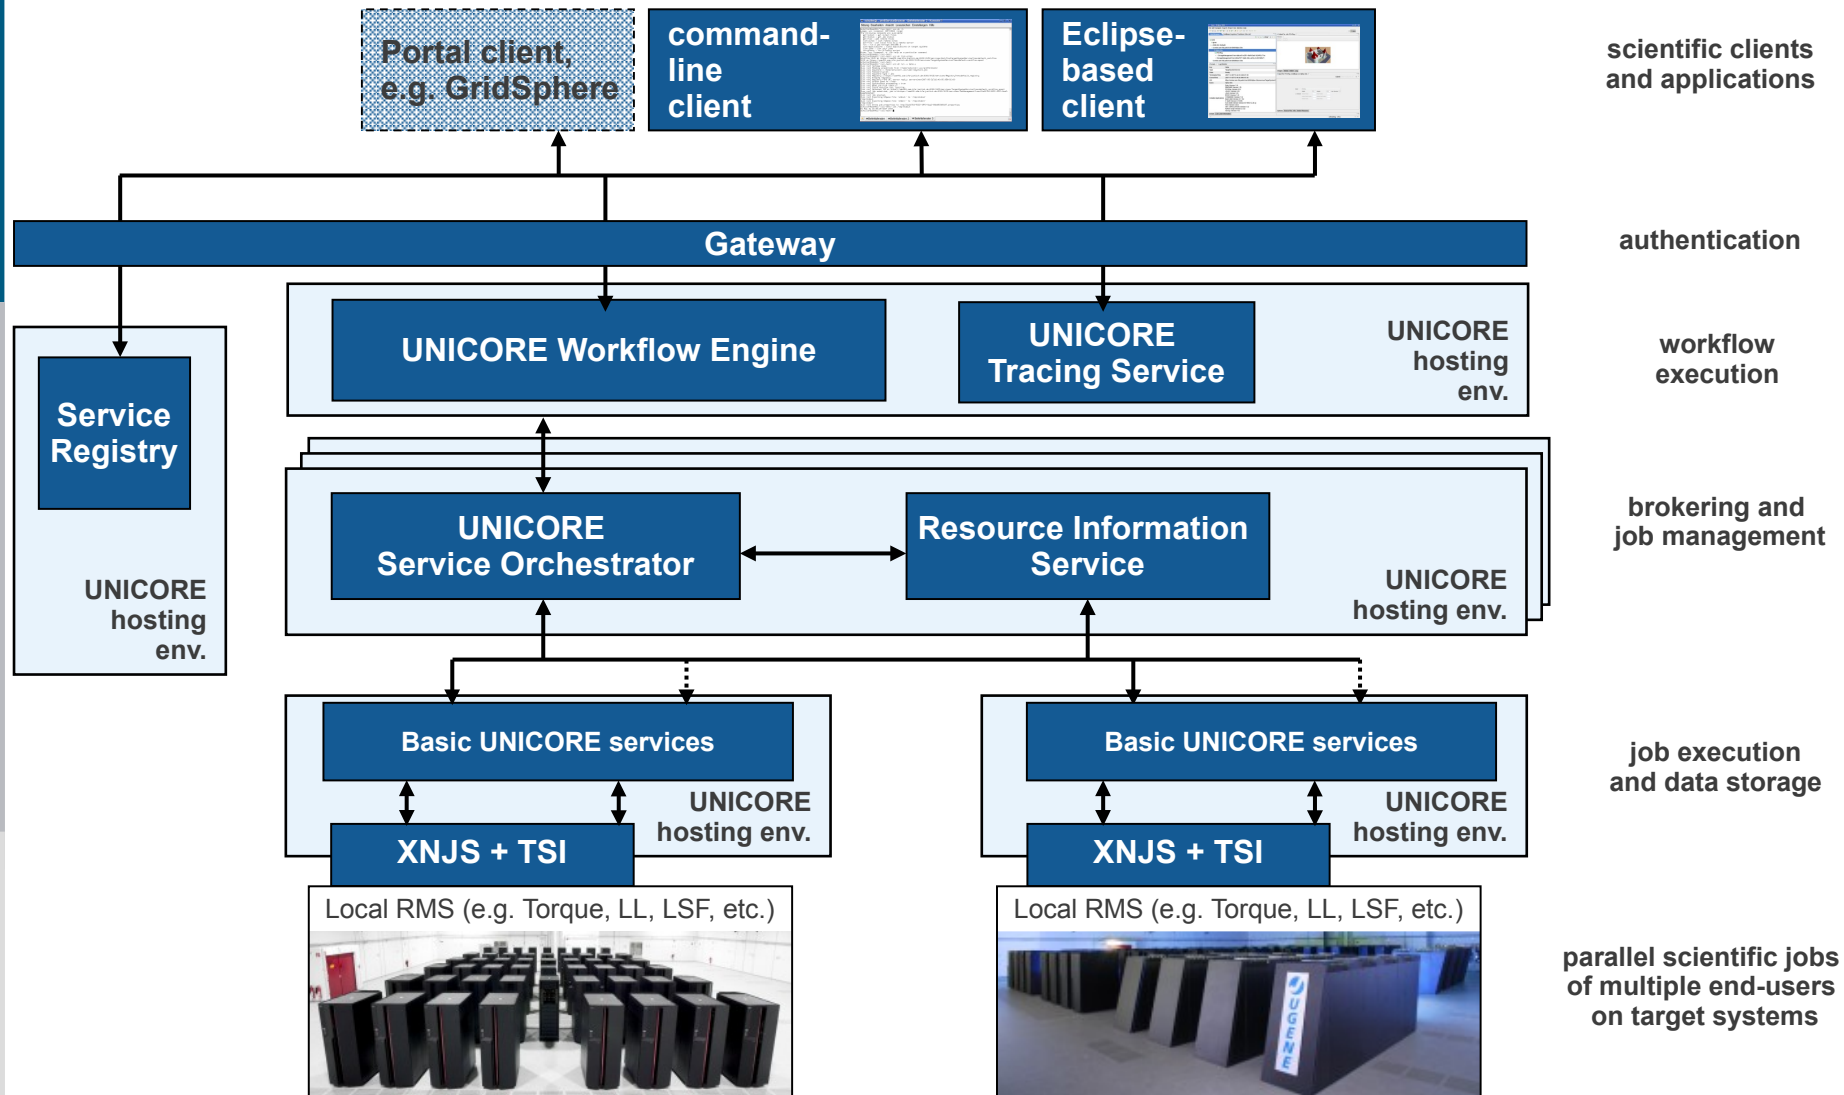 Portal client,
e.g. GridSphere
command-
line
client
Eclipse-
based
client
scientific clients
and applications
Gateway
authentication
UNICORE Workflow Engine
UNICORE
Tracing Service
UNICORE
hosting
env.
workflow
execution
Service
Registry
UNICORE
hosting
env.
UNICORE
Service Orchestrator
Resource Information
Service
UNICORE
hosting env.
brokering and
job management
Basic UNICORE services
UNICORE
hosting env.
XNJS + TSI
Basic UNICORE services
UNICORE
hosting env.
XNJS + TSI
job execution
and data storage
Local RMS (e.g. Torque, LL, LSF, etc.)
Local RMS (e.g. Torque, LL, LSF, etc.)
JUGENE
parallel scientific jobs
of multiple end-users
on target systems